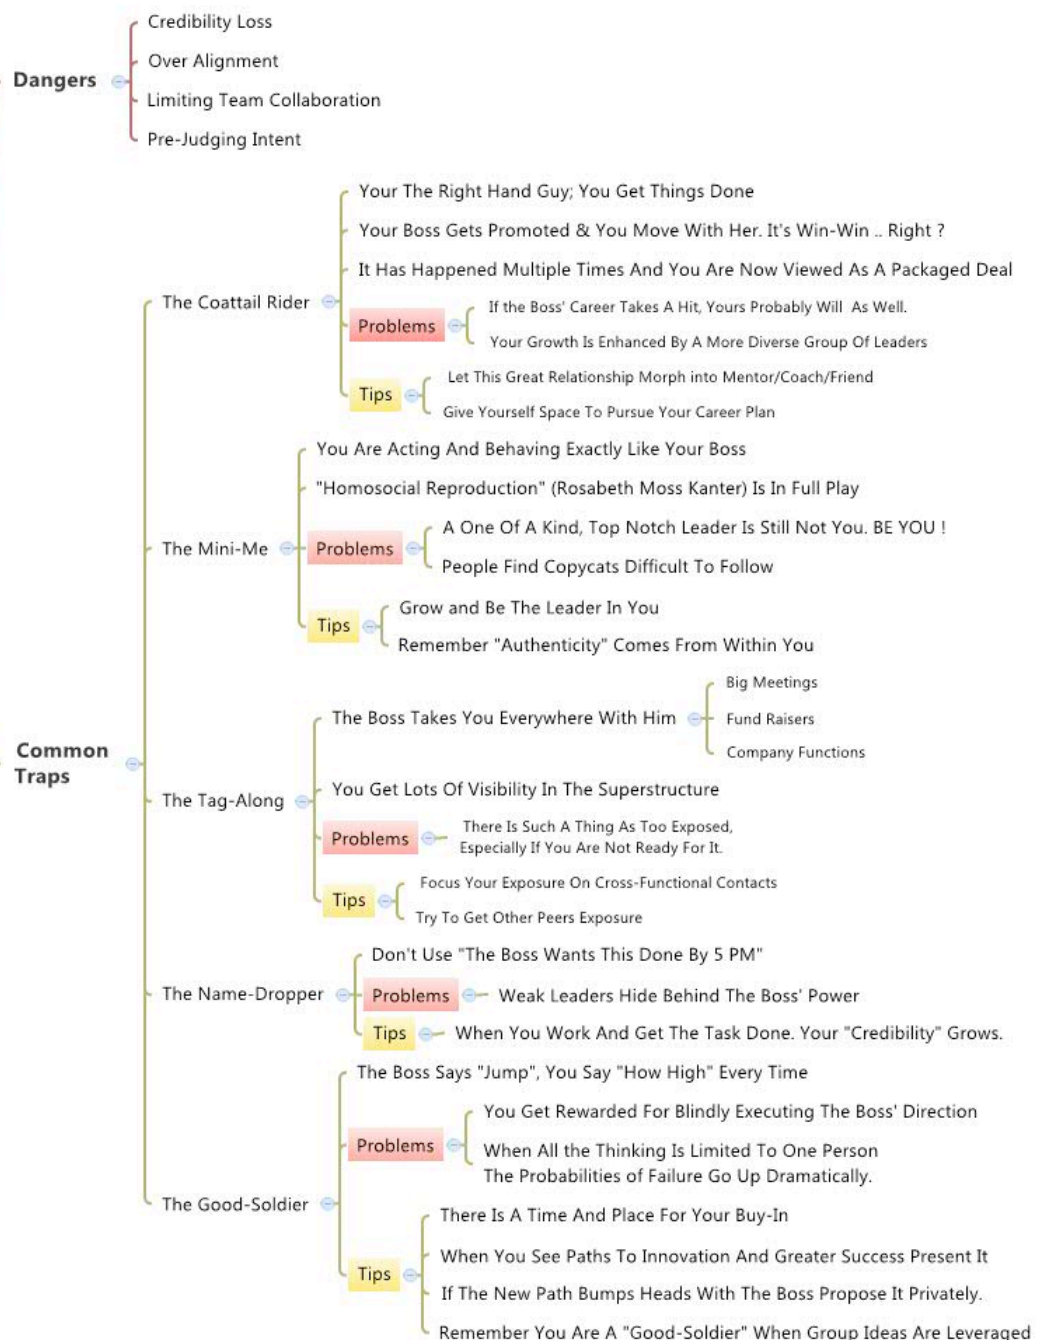 Dangers
Credibility Loss
Over Alignment
Limiting Team Collaboration
Pre-Judging Intent
Common
Traps
The Coattail Rider
Your The Right Hand Guy; You Get Things Done
Your Boss Gets Promoted & You Move With Her. It's Win-Win .. Right ?
It Has Happened Multiple Times And You Are Now Viewed As A Packaged Deal
Problems
If the Boss' Career Takes A Hit, Yours Probably Will As Well.
Your Growth Is Enhanced By A More Diverse Group Of Leaders
Tips
Let This Great Relationship Morph into Mentor/Coach/Friend
Give Yourself Space To Pursue Your Career Plan
The Mini-Me
You Are Acting And Behaving Exactly Like Your Boss
"Homosocial Reproduction" (Rosabeth Moss Kanter) Is In Full Play
Problems
A One Of A Kind, Top Notch Leader Is Still Not You. BE YOU !
People Find Copycats Difficult To Follow
Tips
Grow and Be The Leader In You
Remember "Authenticity" Comes From Within You
The Tag-Along
The Boss Takes You Everywhere With Him
Big Meetings
Fund Raisers
Company Functions
You Get Lots Of Visibility In The Superstructure
Problems
There Is Such A Thing As Too Exposed,
Especially If You Are Not Ready For It.
Tips
Focus Your Exposure On Cross-Functional Contacts
Try To Get Other Peers Exposure
The Name-Dropper
Don't Use "The Boss Wants This Done By 5 PM"
Problems
Weak Leaders Hide Behind The Boss' Power
Tips
When You Work And Get The Task Done. Your "Credibility" Grows.
The Good-Soldier
The Boss Says "Jump", You Say "How High" Every Time
Problems
You Get Rewarded For Blindly Executing The Boss' Direction
When All the Thinking Is Limited To One Person
The Probabilities of Failure Go Up Dramatically.
Tips
There Is A Time And Place For Your Buy-In
When You See Paths To Innovation And Greater Success Present It
If The New Path Bumps Heads With The Boss Propose It Privately.
Remember You Are A "Good-Soldier" When Group Ideas Are Leveraged